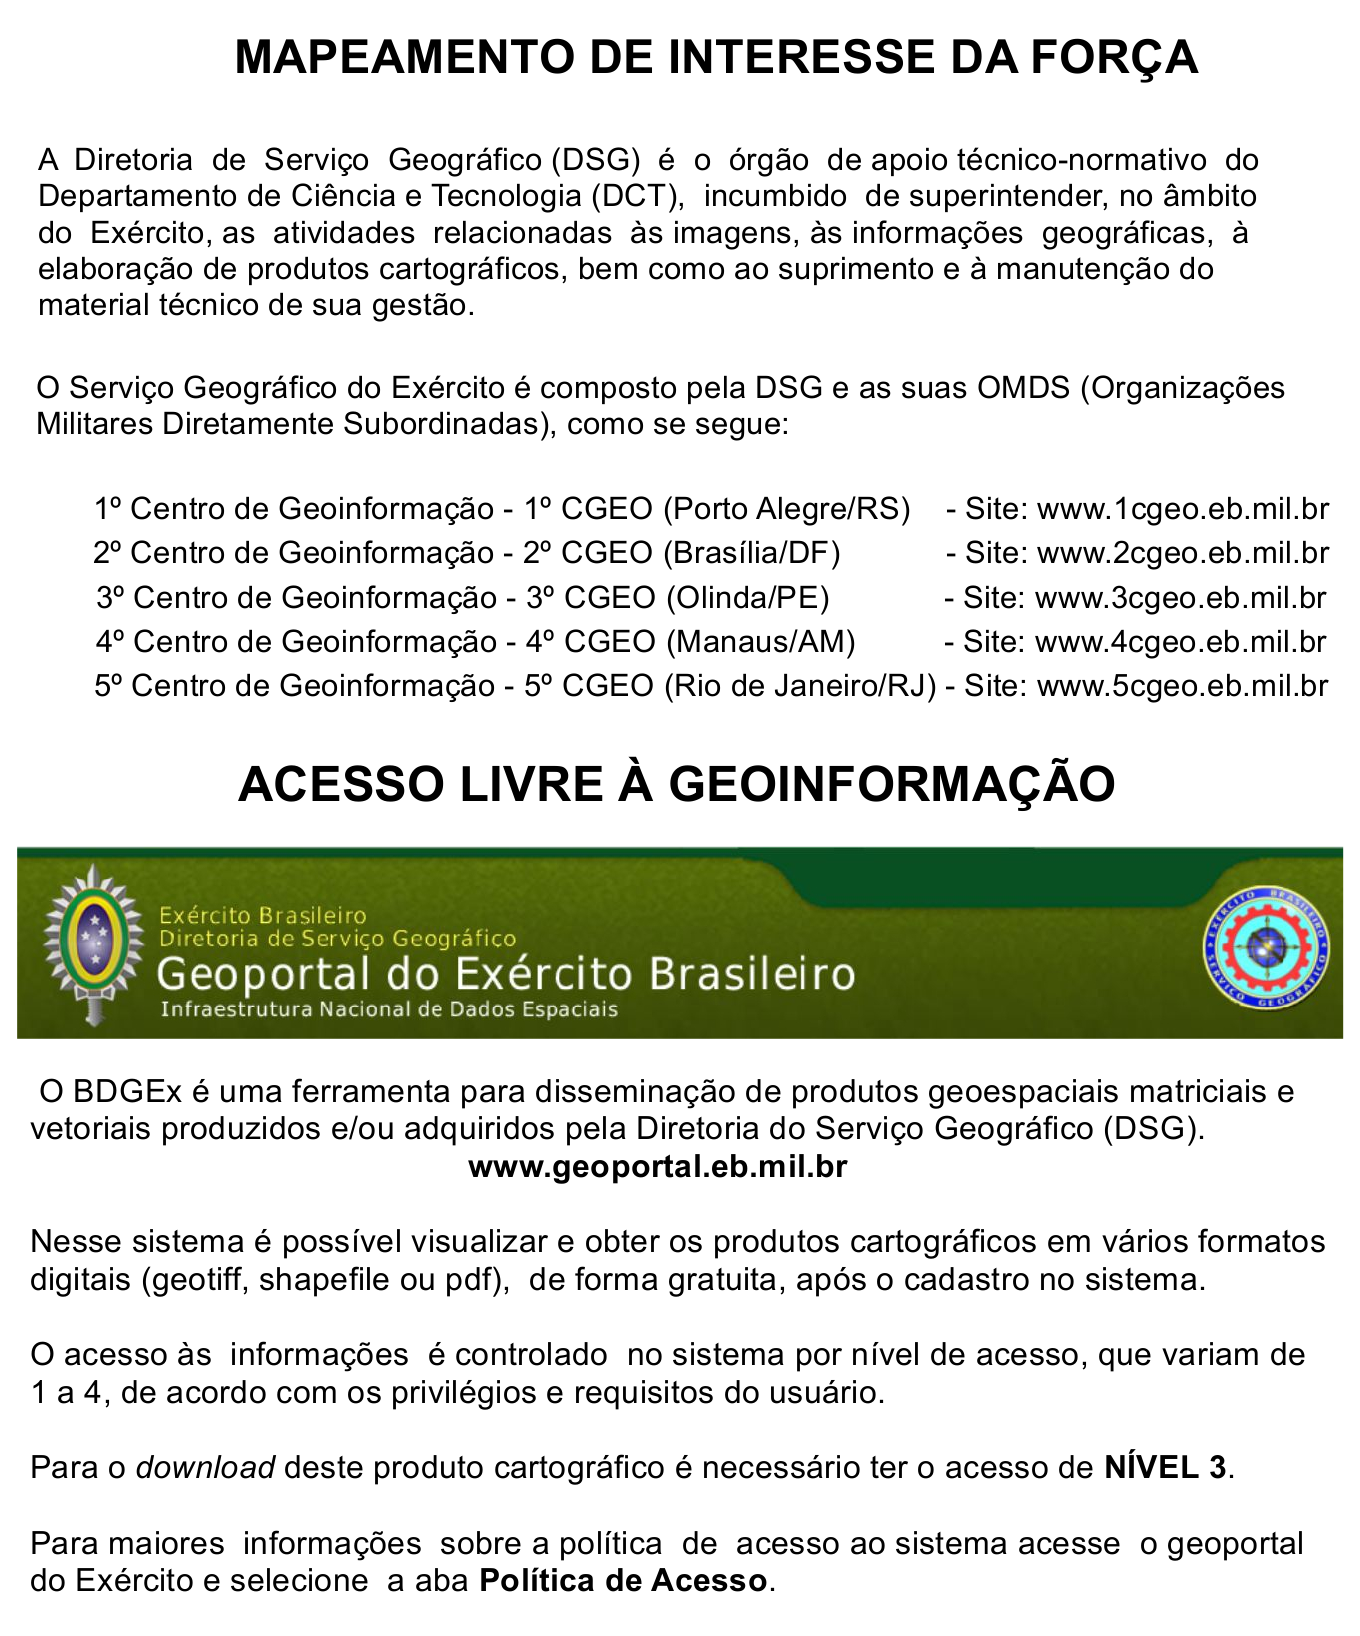 MAPEAMENTO DE INTERESSE DA FORÇA
A Diretoria de Serviço Geográfico (DSG) é o órgão de apoio técnico-normativo do
Departamento de Ciência e Tecnologia (DCT), incumbido de superintender, no âmbito
do Exército, as atividades relacionadas às imagens, às informações geográficas, à
elaboração de produtos cartográficos, bem como ao suprimento e à manutenção do
material técnico de sua gestão.
O Serviço Geográfico do Exército é composto pela DSG e as suas OMDS (Organizações
Militares Diretamente Subordinadas), como se segue:
1º Centro de Geoinformação - 1º CGEO (Porto Alegre/RS) - Site: www.1cgeo.eb.mil.br
2º Centro de Geoinformação - 2º CGEO (Brasília/DF) - Site: www.2cgeo.eb.mil.br
3º Centro de Geoinformação - 3º CGEO (Olinda/PE) - Site: www.3cgeo.eb.mil.br
4º Centro de Geoinformação - 4º CGEO (Manaus/AM) - Site: www.4cgeo.eb.mil.br
5º Centro de Geoinformação - 5º CGEO (Rio de Janeiro/RJ) - Site: www.5cgeo.eb.mil.br
ACESSO LIVRE À GEOINFORMAÇÃO
Exército Brasileiro
Diretoria de Serviço Geográfico
Geoportal do Exército Brasileiro
Infraestrutura Nacional de Dados Espaciais
EXÉRCITO BRASILEIRO
SERVIÇO GEOGRÁFICO
O BDGEx é uma ferramenta para disseminação de produtos geoespaciais matriciais e
vetoriais produzidos e/ou adquiridos pela Diretoria do Serviço Geográfico (DSG).
www.geoportal.eb.mil.br
Nesse sistema é possível visualizar e obter os produtos cartográficos em vários formatos
digitais (geotiff, shapefile ou pdf), de forma gratuita, após o cadastro no sistema.
O acesso às informações é controlado no sistema por nível de acesso, que variam de
1 a 4, de acordo com os privilégios e requisitos do usuário.
Para o download deste produto cartográfico é necessário ter o acesso de NÍVEL 3.
Para maiores informações sobre a política de acesso ao sistema acesse o geoportal
do Exército e selecione a aba Política de Acesso.